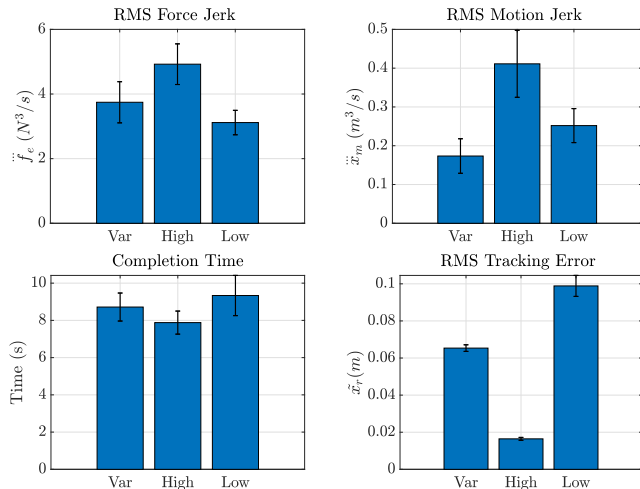 RMS Force Jerk
6
4
2
0
f⃛_e (N^3/s)
Var High Low
RMS Motion Jerk
0.5
0.4
0.3
0.2
0.1
0
x⃛_m (m^3/s)
Var High Low
Completion Time
10
8
6
4
2
0
Time (s)
Var High Low
RMS Tracking Error
0.1
0.08
0.06
0.04
0.02
0
x̃_r(m)
Var High Low